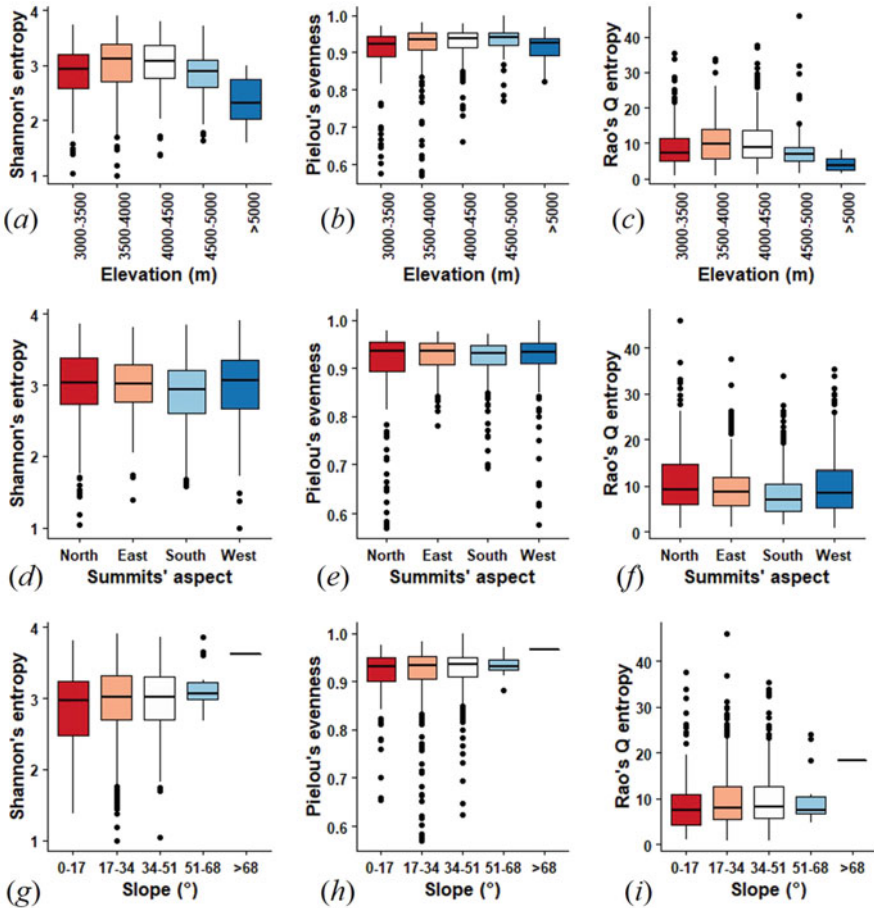 Shannon's entropy
4
3
2
1
3000-3500
3500-4000
4000-4500
4500-5000
>5000
(a)
Elevation (m)
Pielou's evenness
1.0
0.9
0.8
0.7
0.6
3000-3500
3500-4000
4000-4500
4500-5000
>5000
(b)
Elevation (m)
Rao's Q entropy
40
30
20
10
0
3000-3500
3500-4000
4000-4500
4500-5000
>5000
(c)
Elevation (m)
Shannon's entropy
4
3
2
1
North East South West
(d)
Summits' aspect
Pielou's evenness
1.0
0.9
0.8
0.7
0.6
North East South West
(e)
Summits' aspect
Rao's Q entropy
40
30
20
10
0
North East South West
(f)
Summits' aspect
Shannon's entropy
4
3
2
1
0-17 17-34 34-51 51-68 >68
(g)
Slope (°)
Pielou's evenness
1.0
0.9
0.8
0.7
0.6
0-17 17-34 34-51 51-68 >68
(h)
Slope (°)
Rao's Q entropy
40
30
20
10
0
0-17 17-34 34-51 51-68 >68
(i)
Slope (°)